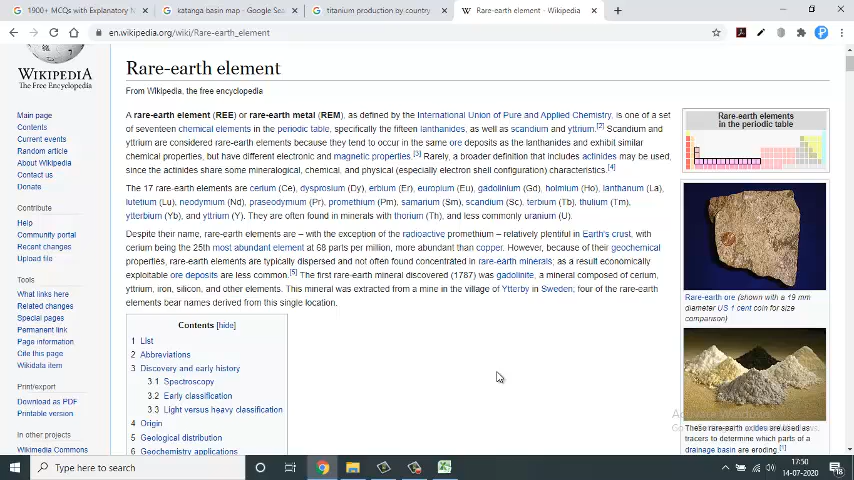 1900+ MCQs with Explanatory N
katanga basin map - Google Sea
titanium production by country
Rare-earth element - Wikipedia
en.wikipedia.org/wiki/Rare-earth_element
WIKIPEDIA
The Free Encyclopedia
Main page
Contents
Current events
Random article
About Wikipedia
Contact us
Donate
Contribute
Help
Community portal
Recent changes
Upload file
Tools
What links here
Related changes
Special pages
Permanent link
Page information
Cite this page
Wikidata item
Print/export
Download as PDF
Printable version
In other projects
Wikimedia Commons
Rare-earth element
From Wikipedia, the free encyclopedia
A rare-earth element (REE) or rare-earth metal (REM), as defined by the International Union of Pure and Applied Chemistry, is one of a set
of seventeen chemical elements in the periodic table, specifically the fifteen lanthanides, as well as scandium and yttrium.[2] Scandium and
yttrium are considered rare-earth elements because they tend to occur in the same ore deposits as the lanthanides and exhibit similar
chemical properties, but have different electronic and magnetic properties.[3] Rarely, a broader definition that includes actinides may be used,
since the actinides share some mineralogical, chemical, and physical (especially electron shell configuration) characteristics.[4]
The 17 rare-earth elements are cerium (Ce), dysprosium (Dy), erbium (Er), europium (Eu), gadolinium (Gd), holmium (Ho), lanthanum (La),
lutetium (Lu), neodymium (Nd), praseodymium (Pr), promethium (Pm), samarium (Sm), scandium (Sc), terbium (Tb), thulium (Tm),
ytterbium (Yb), and yttrium (Y). They are often found in minerals with thorium (Th), and less commonly uranium (U).
Despite their name, rare-earth elements are – with the exception of the radioactive promethium – relatively plentiful in Earth's crust, with
cerium being the 25th most abundant element at 68 parts per million, more abundant than copper. However, because of their geochemical
properties, rare-earth elements are typically dispersed and not often found concentrated in rare-earth minerals; as a result economically
exploitable ore deposits are less common.[5] The first rare-earth mineral discovered (1787) was gadolinite, a mineral composed of cerium,
yttrium, iron, silicon, and other elements. This mineral was extracted from a mine in the village of Ytterby in Sweden; four of the rare-earth
elements bear names derived from this single location.
Contents [hide]
1 List
2 Abbreviations
3 Discovery and early history
3.1 Spectroscopy
3.2 Early classification
3.3 Light versus heavy classification
4 Origin
5 Geological distribution
6 Geochemistry applications
Rare-earth elements
in the periodic table
Rare-earth ore (shown with a 19 mm
diameter US 1 cent coin for size
comparison)
These rare-earth oxides are used as
tracers to determine which parts of a
drainage basin are eroding.[1]
Type here to search
17:50
14-07-2020